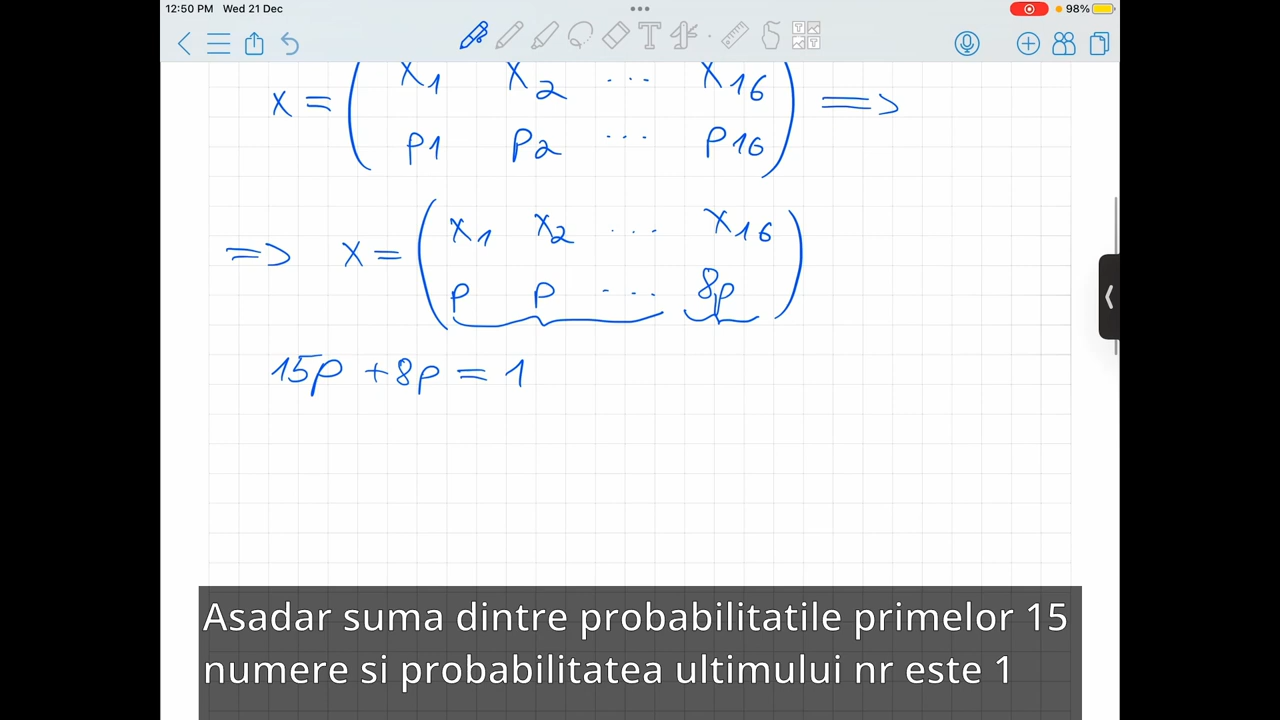 12:50 PM Wed 21 Dec 98%
x1 x2 ... x16
x = =>
p1 p2 ... p16
x1 x2 ... x16
=> x =
p p ... 8p
15p + 8p = 1
Asadar suma dintre probabilitatile primelor 15
numere si probabilitatea ultimului nr este 1